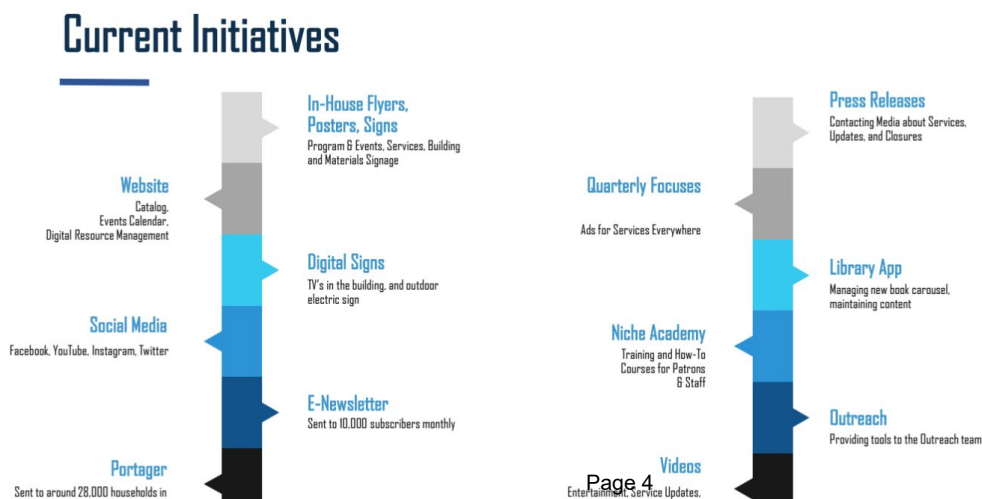 Current Initiatives
In-House Flyers,
Posters, Signs
Program & Events, Services, Building
and Materials Signage
Website
Catalog,
Events Calendar,
Digital Resource Management
Digital Signs
TV's in the building, and outdoor
electric sign
Social Media
Facebook, YouTube, Instagram, Twitter
E-Newsletter
Sent to 10,000 subscribers monthly
Portager
Sent to around 28,000 households in
Press Releases
Contacting Media about Services,
Updates, and Closures
Quarterly Focuses
Ads for Services Everywhere
Library App
Managing new book carousel,
maintaining content
Niche Academy
Training and How-To
Courses for Patrons
& Staff
Outreach
Providing tools to the Outreach team
Videos
Entertainment, Service Updates,
Page 4